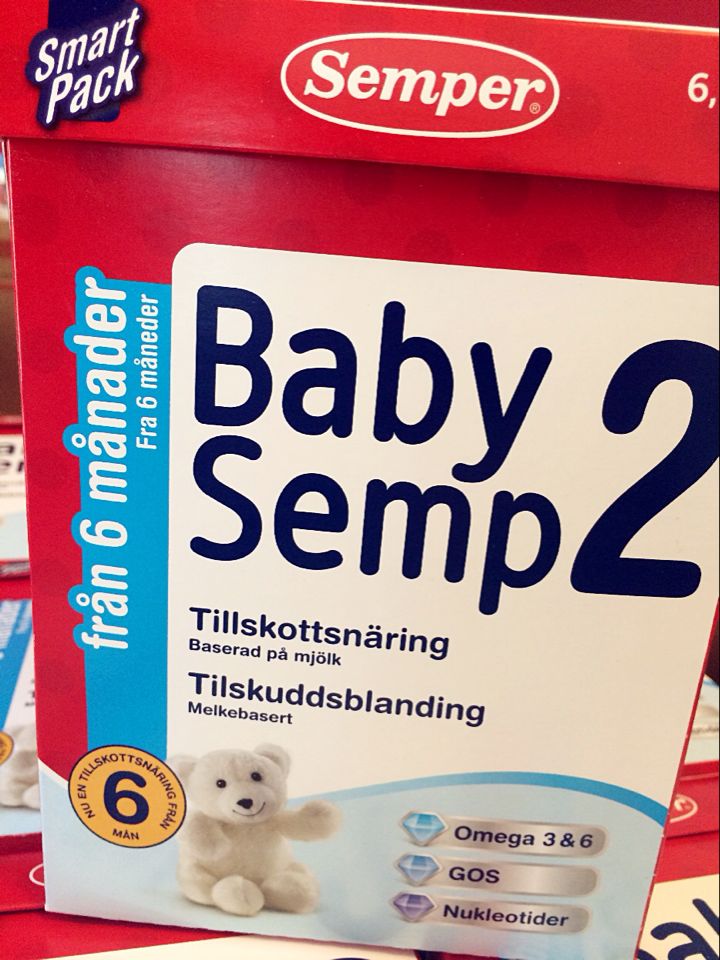 Smart
Pack
Semper®
6,
från 6 månader
Fra 6 måneder
Baby
Semp 2
Tillskottsnäring
Baserad på mjölk
Tilskuddsblanding
Melkebasert
NU EN TILLSKOTTSNÄRING FRÅN
6
MÅN
Omega 3 & 6
GOS
Nukleotider